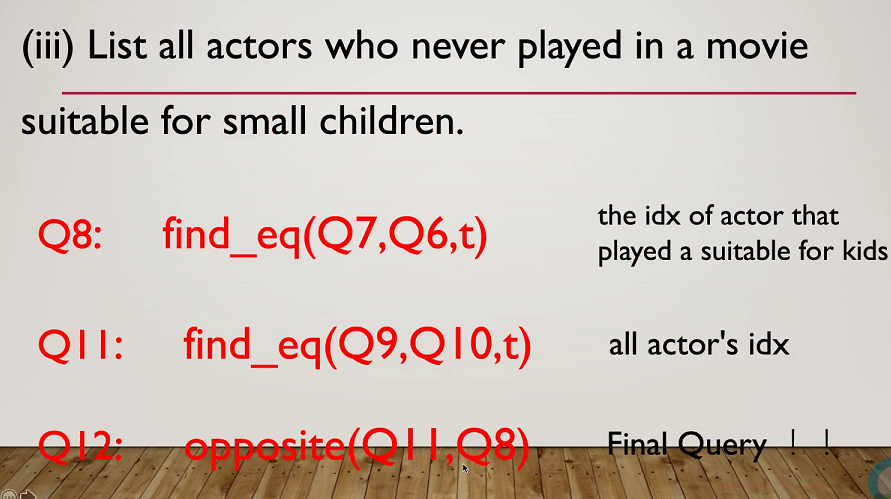 (iii) List all actors who never played in a movie
suitable for small children.
Q8: find_eq(Q7,Q6,t)
the idx of actor that
played a suitable for kids
Q11: find_eq(Q9,Q10,t) all actor's idx
Q12: opposite(Q11,Q8) Final Query ！！